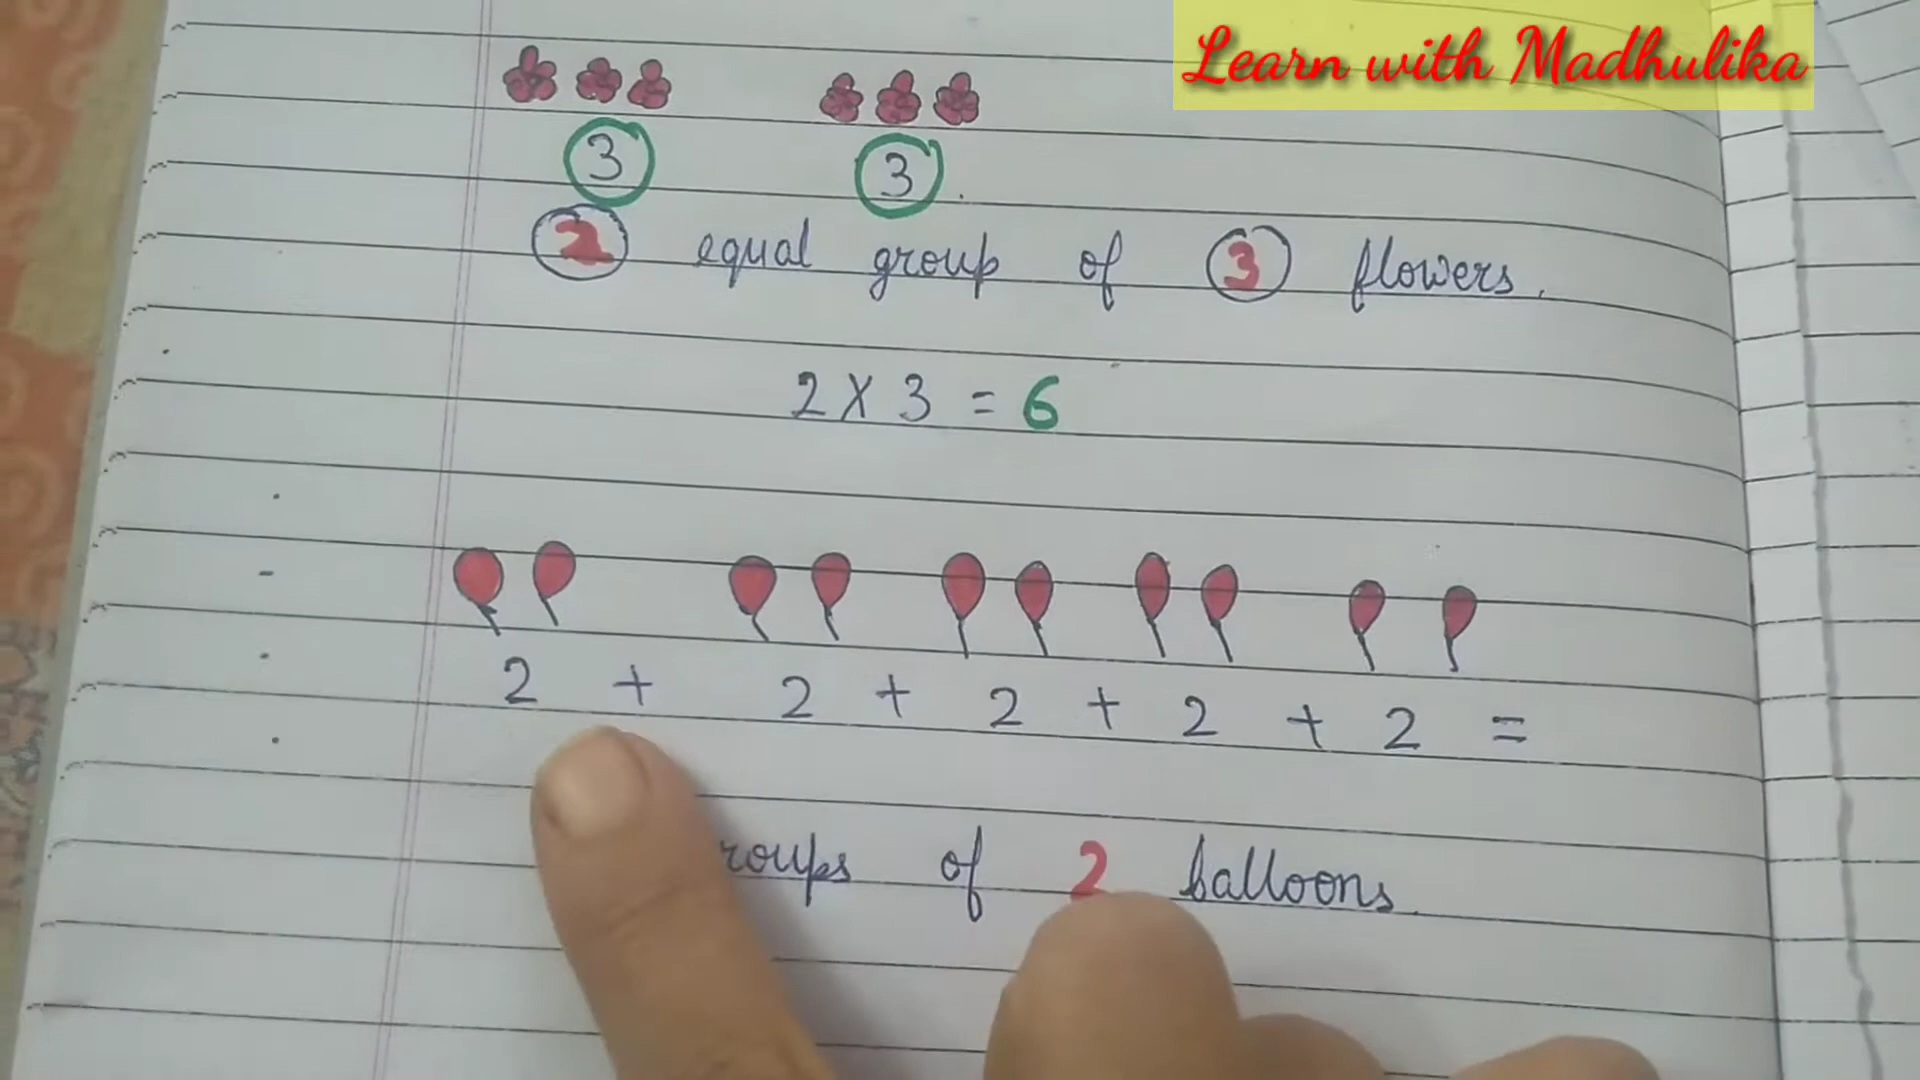 Learn with Madhulika
3 3
2 equal group of 3 flowers.
2 X 3 = 6
2 + 2 + 2 + 2 + 2 =
of 2 balloons.